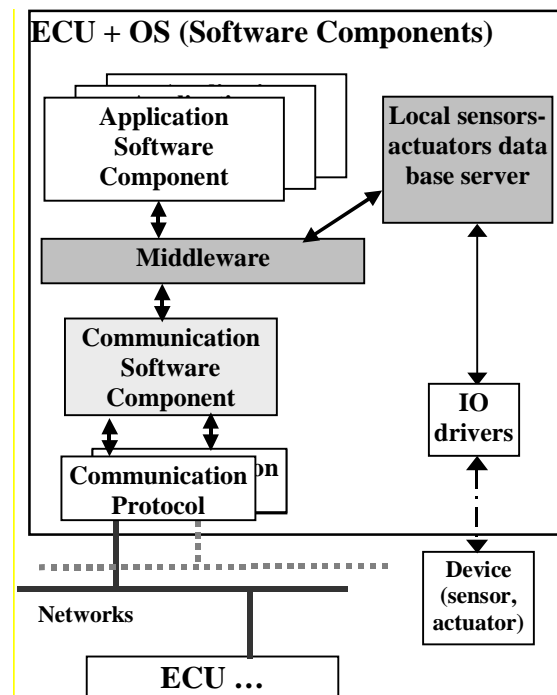 ECU + OS (Software Components)
Application
Software
Component
Local sensors-
actuators data
base server
Middleware
Communication
Software
Component
IO
drivers
on
Communication
Protocol
Device
(sensor,
actuator)
Networks
ECU …